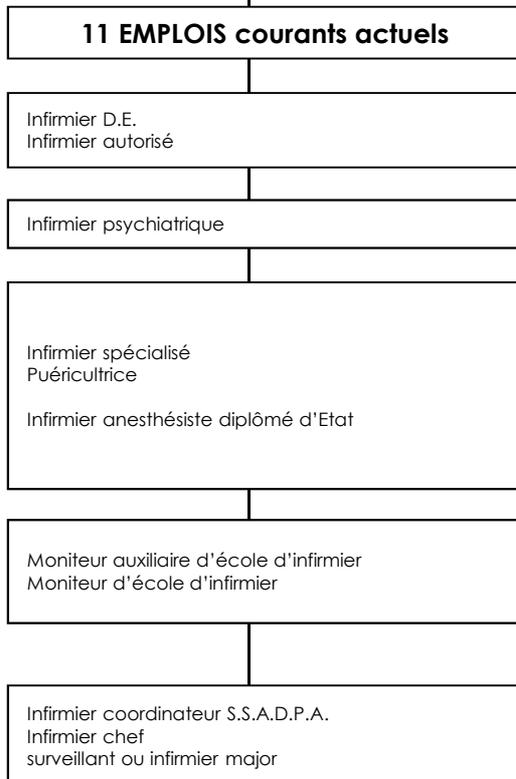 11 EMPLOIS courants actuels
Infirmier D.E.
Infirmier autorisé
Infirmier psychiatrique
Infirmier spécialisé
Puéricultrice
Infirmier anesthésiste diplômé d’Etat
Moniteur auxiliaire d’école d’infirmier
Moniteur d’école d’infirmier
Infirmier coordinateur S.S.A.D.P.A.
Infirmier chef
surveillant ou infirmier major